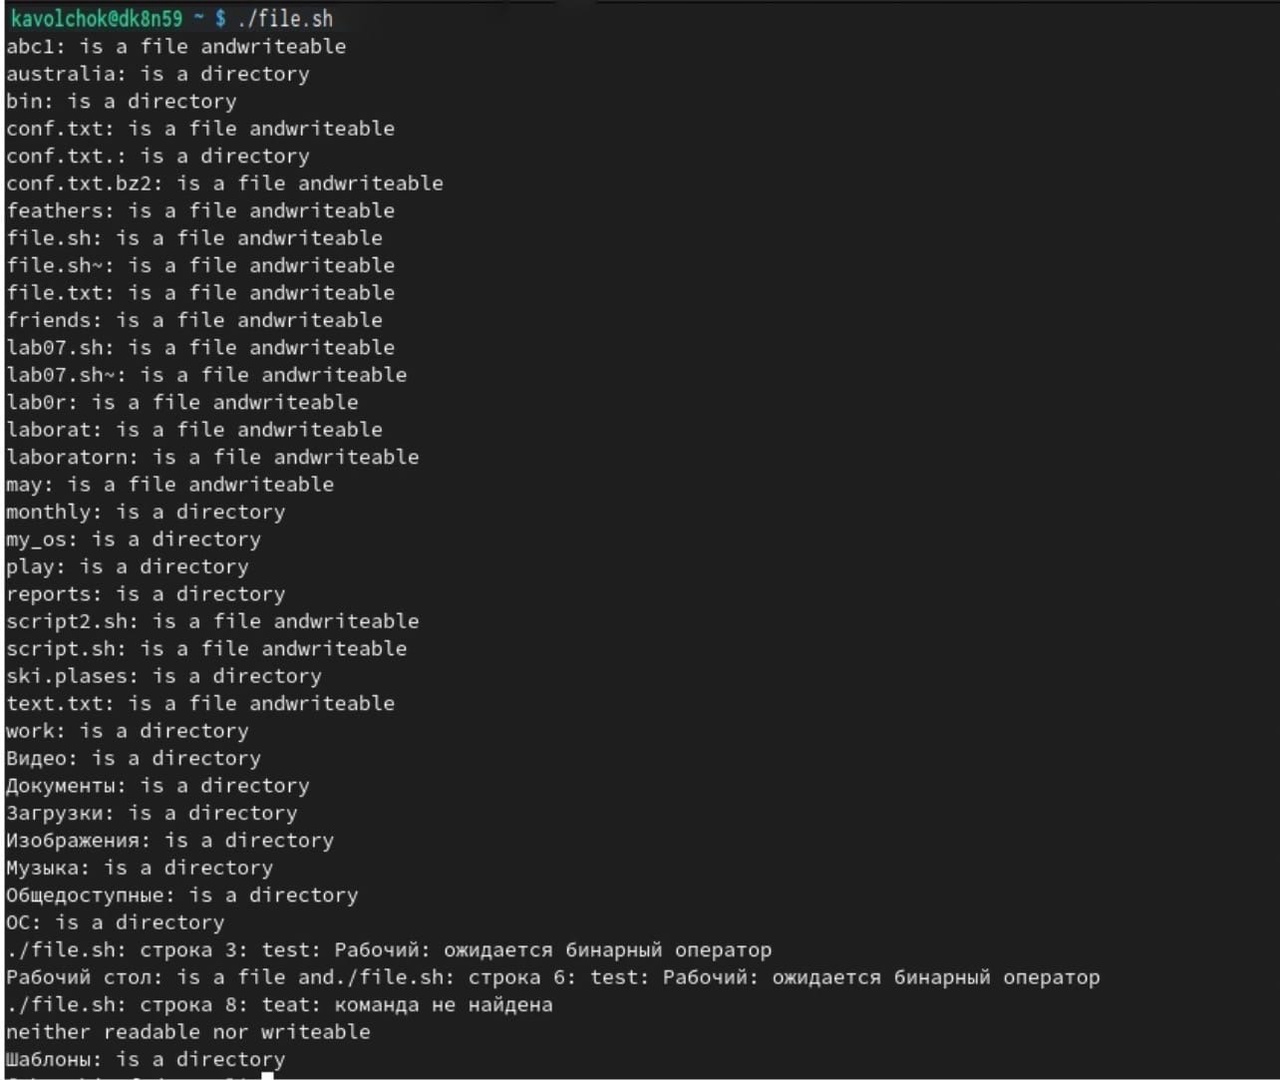 kavolchok@dk8n59 ~ $ ./file.sh
abc1: is a file andwriteable
australia: is a directory
bin: is a directory
conf.txt: is a file andwriteable
conf.txt.: is a directory
conf.txt.bz2: is a file andwriteable
feathers: is a file andwriteable
file.sh: is a file andwriteable
file.sh~: is a file andwriteable
file.txt: is a file andwriteable
friends: is a file andwriteable
lab07.sh: is a file andwriteable
lab07.sh~: is a file andwriteable
lab0r: is a file andwriteable
laborat: is a file andwriteable
laboratorn: is a file andwriteable
may: is a file andwriteable
monthly: is a directory
my_os: is a directory
play: is a directory
reports: is a directory
script2.sh: is a file andwriteable
script.sh: is a file andwriteable
ski.plases: is a directory
text.txt: is a file andwriteable
work: is a directory
Видео: is a directory
Документы: is a directory
Загрузки: is a directory
Изображения: is a directory
Музыка: is a directory
Общедоступные: is a directory
ОС: is a directory
./file.sh: строка 3: test: Рабочий: ожидается бинарный оператор
Рабочий стол: is a file and./file.sh: строка 6: test: Рабочий: ожидается бинарный оператор
./file.sh: строка 8: teat: команда не найдена
neither readable nor writeable
Шаблоны: is a directory